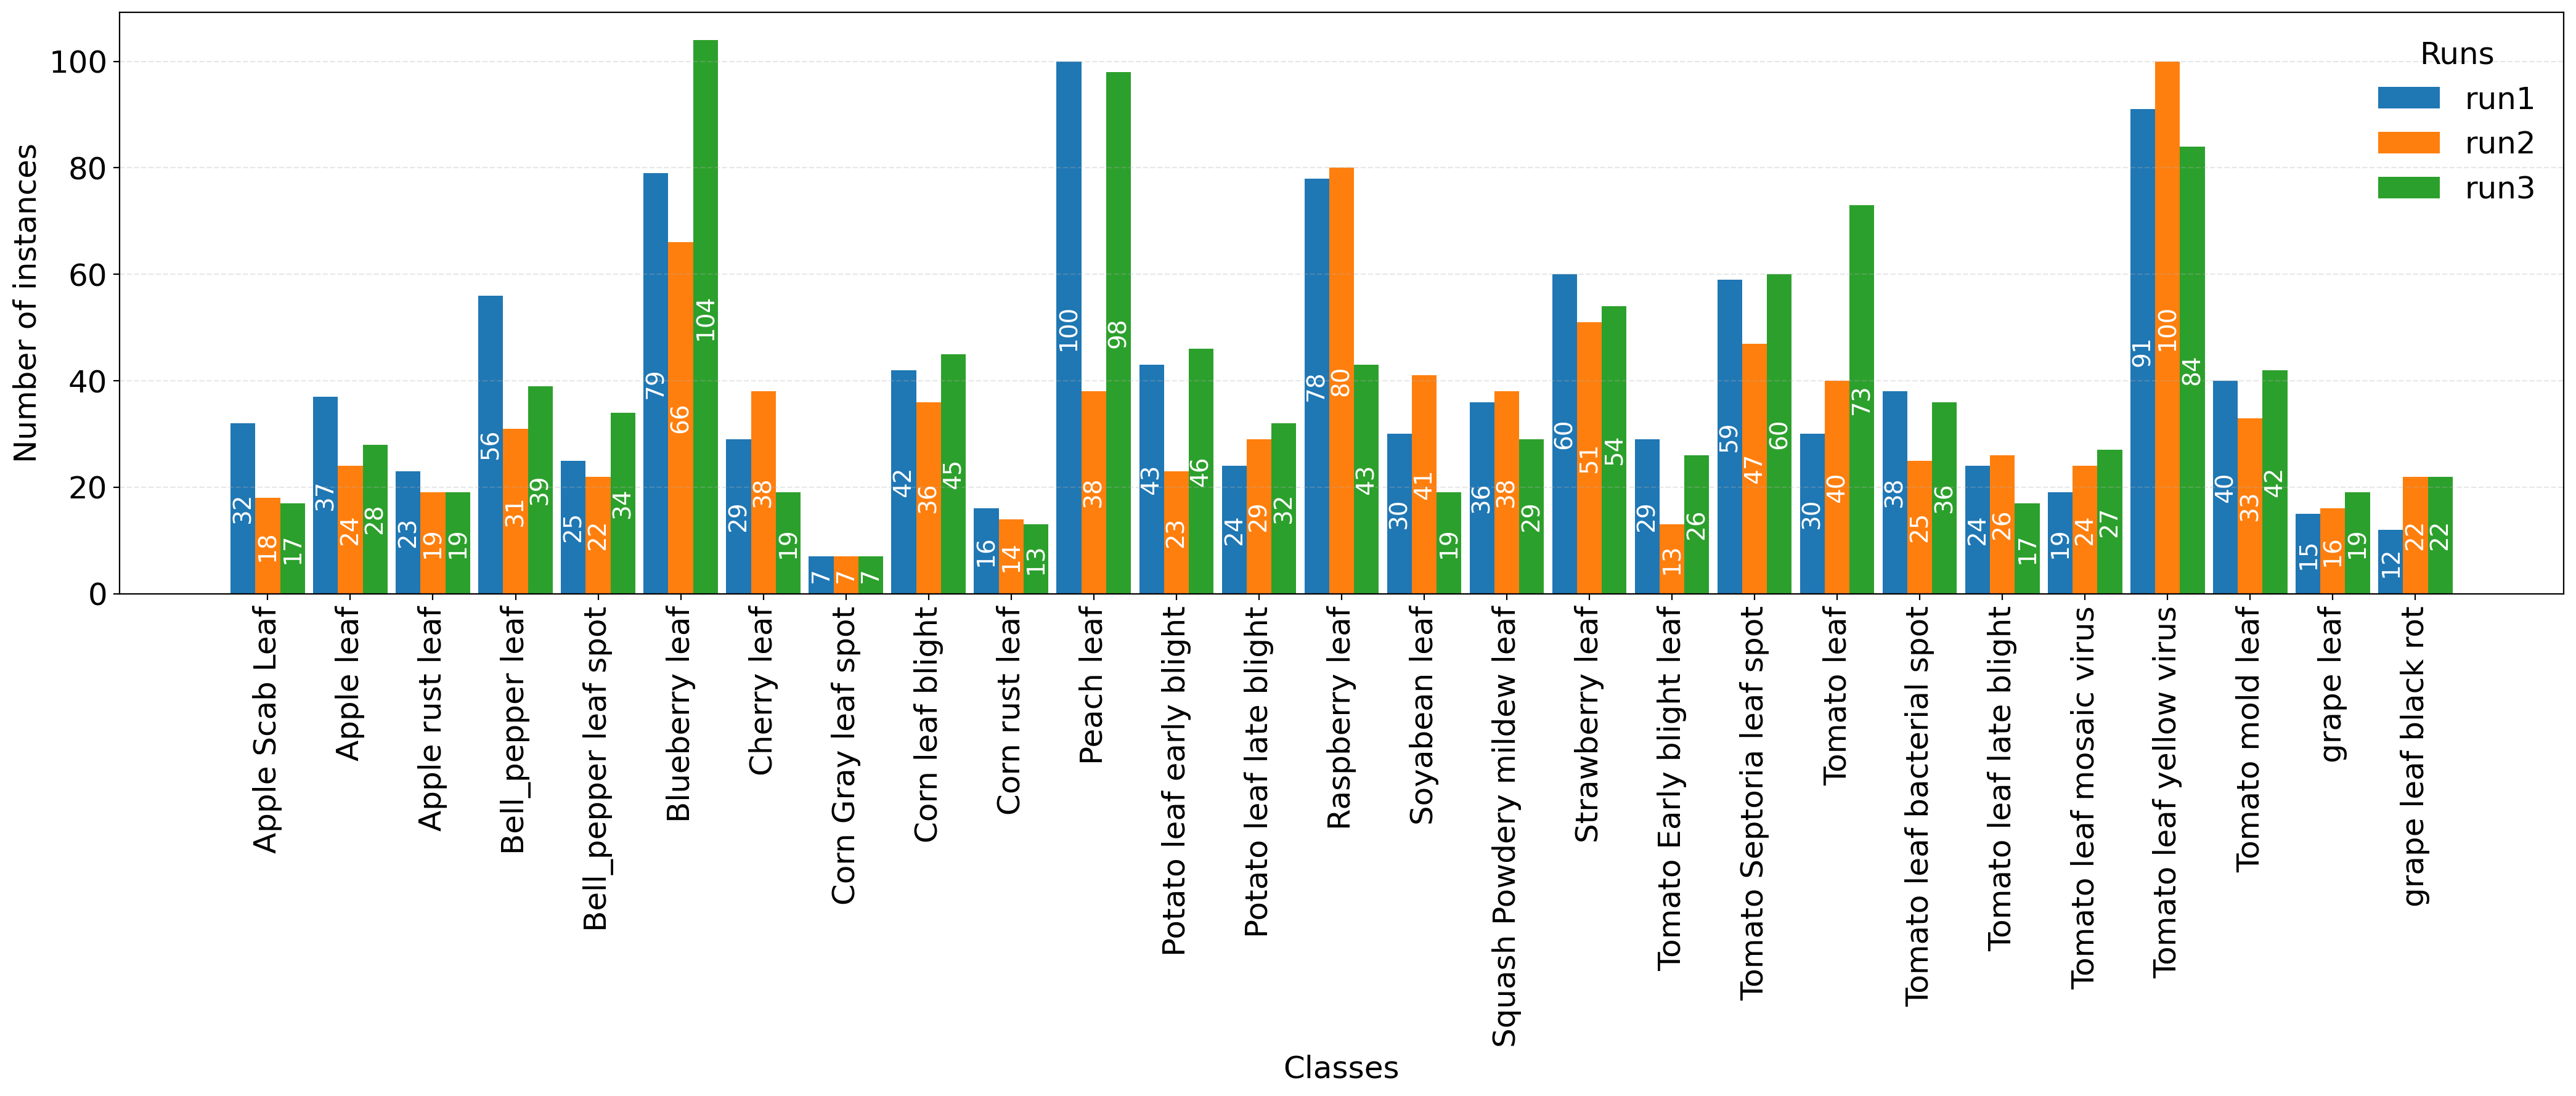 Number of instances
100
80
60
40
20
0
Runs
run1
run2
run3
32 18 17
37 24 28
23 19 19
56 31 39
25 22 34
79 66 104
29 38 19
7 7 7
42 36 45
16 14 13
100 38 98
43 23 46
24 29 32
78 80 43
30 41 19
36 38 29
60 51 54
29 13 26
59 47 60
30 40 73
38 25 36
24 26 17
19 24 27
91 100 84
40 33 42
15 16 19
12 22 22
Apple Scab Leaf
Apple leaf
Apple rust leaf
Bell_pepper leaf
Bell_pepper leaf spot
Blueberry leaf
Cherry leaf
Corn Gray leaf spot
Corn leaf blight
Corn rust leaf
Peach leaf
Potato leaf early blight
Potato leaf late blight
Raspberry leaf
Soyabean leaf
Squash Powdery mildew leaf
Strawberry leaf
Tomato Early blight leaf
Tomato Septoria leaf spot
Tomato leaf
Tomato leaf bacterial spot
Tomato leaf late blight
Tomato leaf mosaic virus
Tomato leaf yellow virus
Tomato mold leaf
grape leaf
grape leaf black rot
Classes